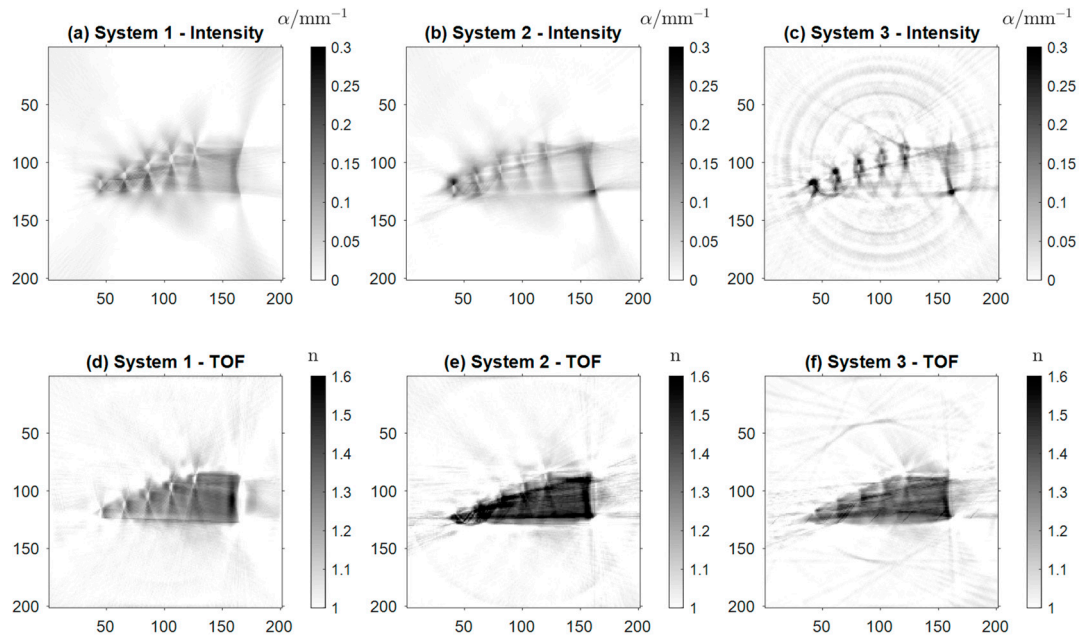 α/mm⁻¹ α/mm⁻¹ α/mm⁻¹
(a) System 1 - Intensity (b) System 2 - Intensity (c) System 3 - Intensity
0.3 0.3 0.3
50 0.25 50 0.25 50 0.25
0.2 0.2 0.2
100 0.15 100 0.15 100 0.15
150 0.1 150 0.1 150 0.1
0.05 0.05 0.05
200 0 200 0 200 0
50 100 150 200 50 100 150 200 50 100 150 200
(d) System 1 - TOF n (e) System 2 - TOF n (f) System 3 - TOF n
1.6 1.6 1.6
50 1.5 50 1.5 50 1.5
1.4 1.4 1.4
100 1.3 100 1.3 100 1.3
150 1.2 150 1.2 150 1.2
1.1 1.1 1.1
200 1 200 1 200 1
50 100 150 200 50 100 150 200 50 100 150 200